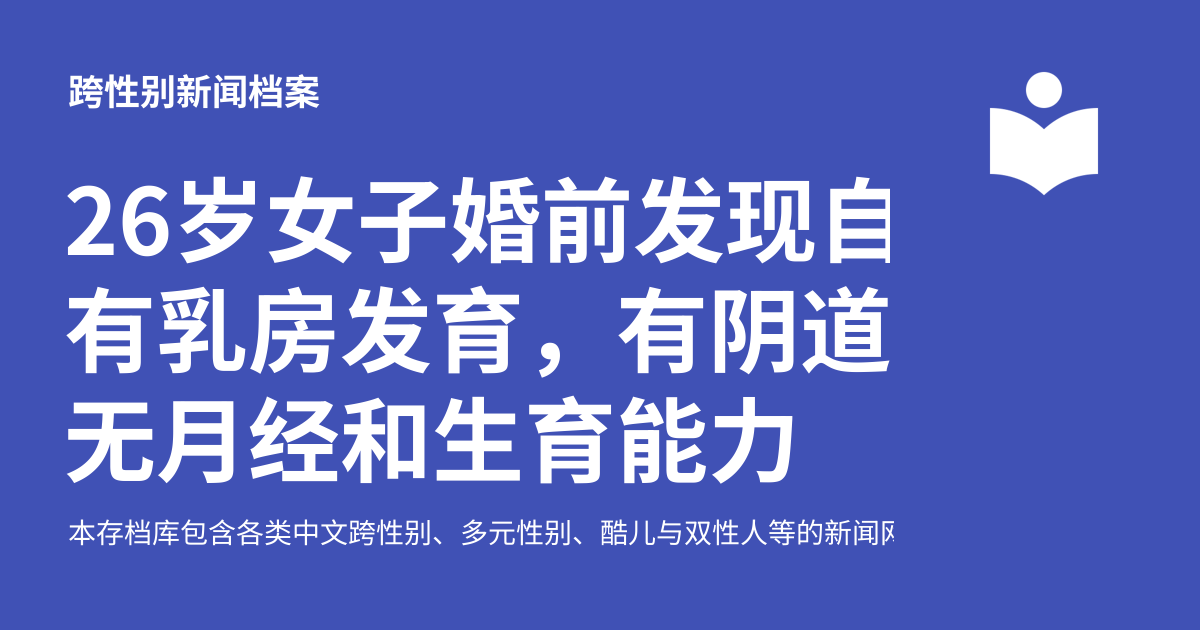 跨性别新闻档案
26岁女子婚前发现自
有乳房发育，有阴道
无月经和生育能力
本存档库包含各类中文跨性别、多元性别、酷儿与双性人等的新闻网